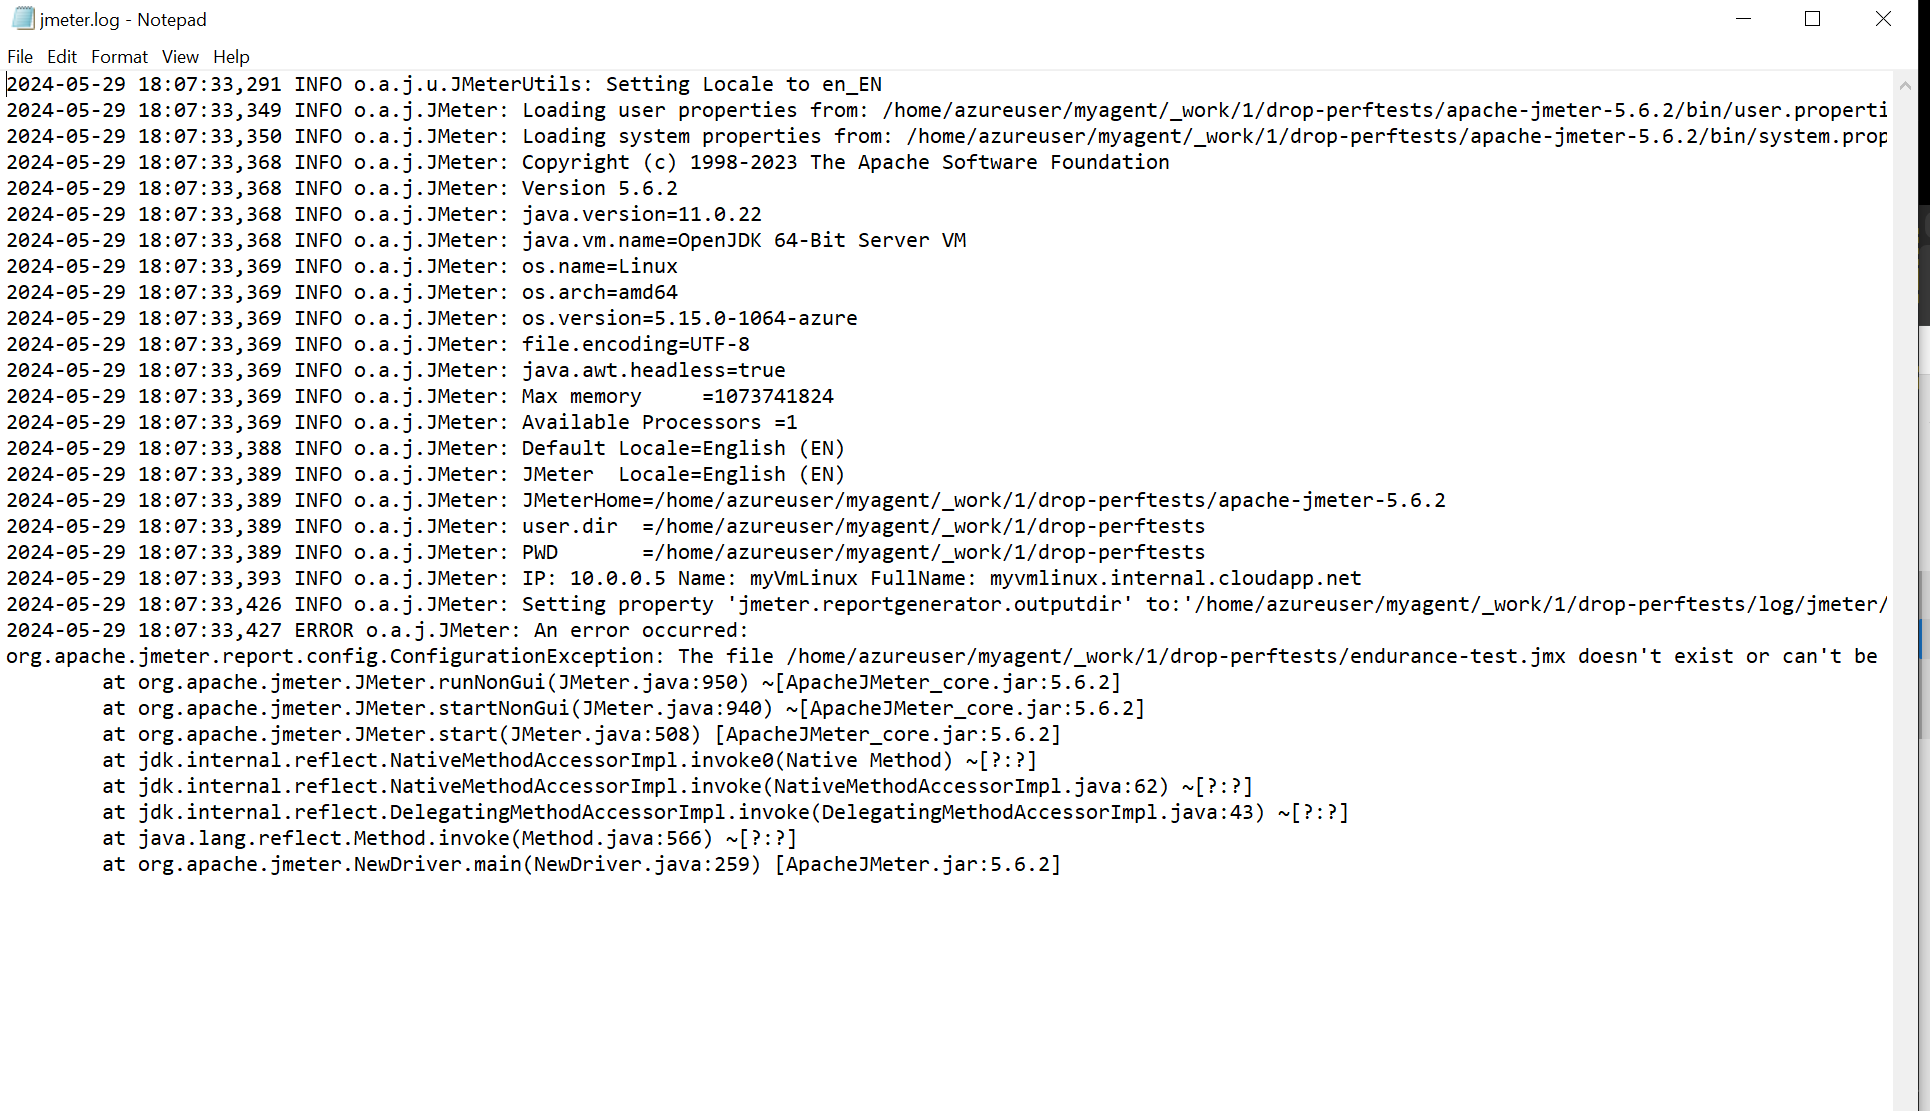 jmeter.log - Notepad
File Edit Format View Help
2024-05-29 18:07:33,291 INFO o.a.j.u.JMeterUtils: Setting Locale to en_EN
2024-05-29 18:07:33,349 INFO o.a.j.JMeter: Loading user properties from: /home/azureuser/myagent/_work/1/drop-perftests/apache-jmeter-5.6.2/bin/user.properti
2024-05-29 18:07:33,350 INFO o.a.j.JMeter: Loading system properties from: /home/azureuser/myagent/_work/1/drop-perftests/apache-jmeter-5.6.2/bin/system.prop
2024-05-29 18:07:33,368 INFO o.a.j.JMeter: Copyright (c) 1998-2023 The Apache Software Foundation
2024-05-29 18:07:33,368 INFO o.a.j.JMeter: Version 5.6.2
2024-05-29 18:07:33,368 INFO o.a.j.JMeter: java.version=11.0.22
2024-05-29 18:07:33,368 INFO o.a.j.JMeter: java.vm.name=OpenJDK 64-Bit Server VM
2024-05-29 18:07:33,369 INFO o.a.j.JMeter: os.name=Linux
2024-05-29 18:07:33,369 INFO o.a.j.JMeter: os.arch=amd64
2024-05-29 18:07:33,369 INFO o.a.j.JMeter: os.version=5.15.0-1064-azure
2024-05-29 18:07:33,369 INFO o.a.j.JMeter: file.encoding=UTF-8
2024-05-29 18:07:33,369 INFO o.a.j.JMeter: java.awt.headless=true
2024-05-29 18:07:33,369 INFO o.a.j.JMeter: Max memory     =1073741824
2024-05-29 18:07:33,369 INFO o.a.j.JMeter: Available Processors =1
2024-05-29 18:07:33,388 INFO o.a.j.JMeter: Default Locale=English (EN)
2024-05-29 18:07:33,389 INFO o.a.j.JMeter: JMeter  Locale=English (EN)
2024-05-29 18:07:33,389 INFO o.a.j.JMeter: JMeterHome=/home/azureuser/myagent/_work/1/drop-perftests/apache-jmeter-5.6.2
2024-05-29 18:07:33,389 INFO o.a.j.JMeter: user.dir  =/home/azureuser/myagent/_work/1/drop-perftests
2024-05-29 18:07:33,389 INFO o.a.j.JMeter: PWD       =/home/azureuser/myagent/_work/1/drop-perftests
2024-05-29 18:07:33,393 INFO o.a.j.JMeter: IP: 10.0.0.5 Name: myVmLinux FullName: myvmlinux.internal.cloudapp.net
2024-05-29 18:07:33,426 INFO o.a.j.JMeter: Setting property 'jmeter.reportgenerator.outputdir' to:'/home/azureuser/myagent/_work/1/drop-perftests/log/jmeter/
2024-05-29 18:07:33,427 ERROR o.a.j.JMeter: An error occurred:
org.apache.jmeter.report.config.ConfigurationException: The file /home/azureuser/myagent/_work/1/drop-perftests/endurance-test.jmx doesn't exist or can't be
	at org.apache.jmeter.JMeter.runNonGui(JMeter.java:950) ~[ApacheJMeter_core.jar:5.6.2]
	at org.apache.jmeter.JMeter.startNonGui(JMeter.java:940) ~[ApacheJMeter_core.jar:5.6.2]
	at org.apache.jmeter.JMeter.start(JMeter.java:508) [ApacheJMeter_core.jar:5.6.2]
	at jdk.internal.reflect.NativeMethodAccessorImpl.invoke0(Native Method) ~[?:?]
	at jdk.internal.reflect.NativeMethodAccessorImpl.invoke(NativeMethodAccessorImpl.java:62) ~[?:?]
	at jdk.internal.reflect.DelegatingMethodAccessorImpl.invoke(DelegatingMethodAccessorImpl.java:43) ~[?:?]
	at java.lang.reflect.Method.invoke(Method.java:566) ~[?:?]
	at org.apache.jmeter.NewDriver.main(NewDriver.java:259) [ApacheJMeter.jar:5.6.2]